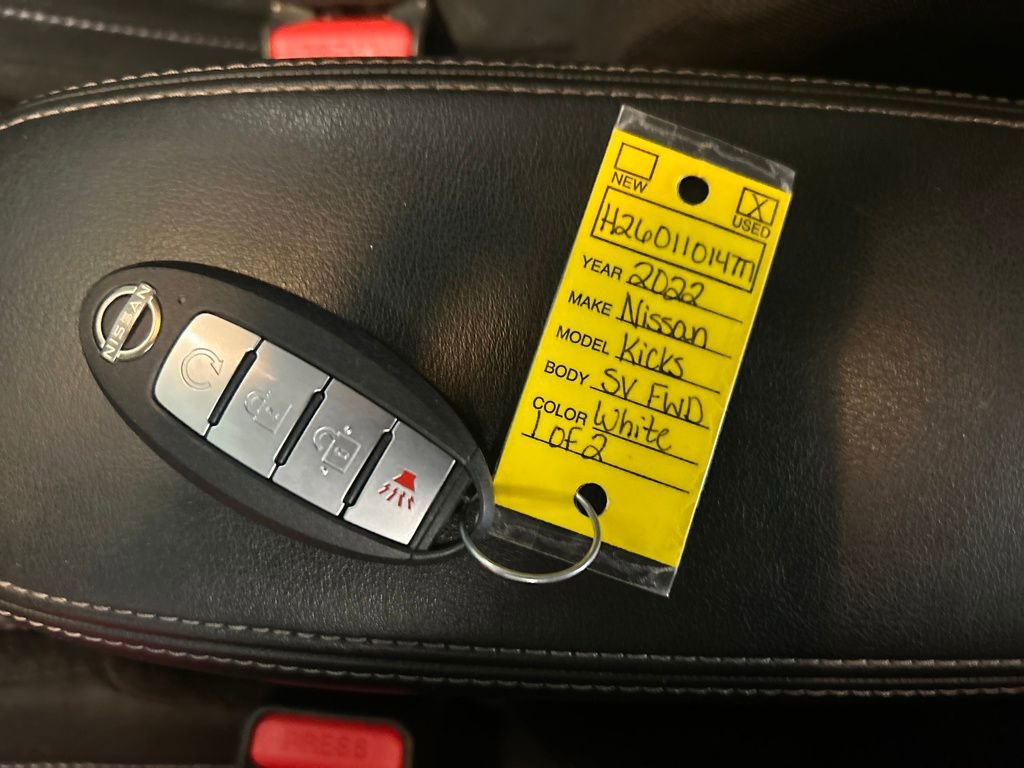 PRESS
NISSAN
NEW
X
USED
H26011014M
YEAR 2022
MAKE Nissan
MODEL Kicks
BODY SV FWD
COLOR White
1 OF 2
PRESS